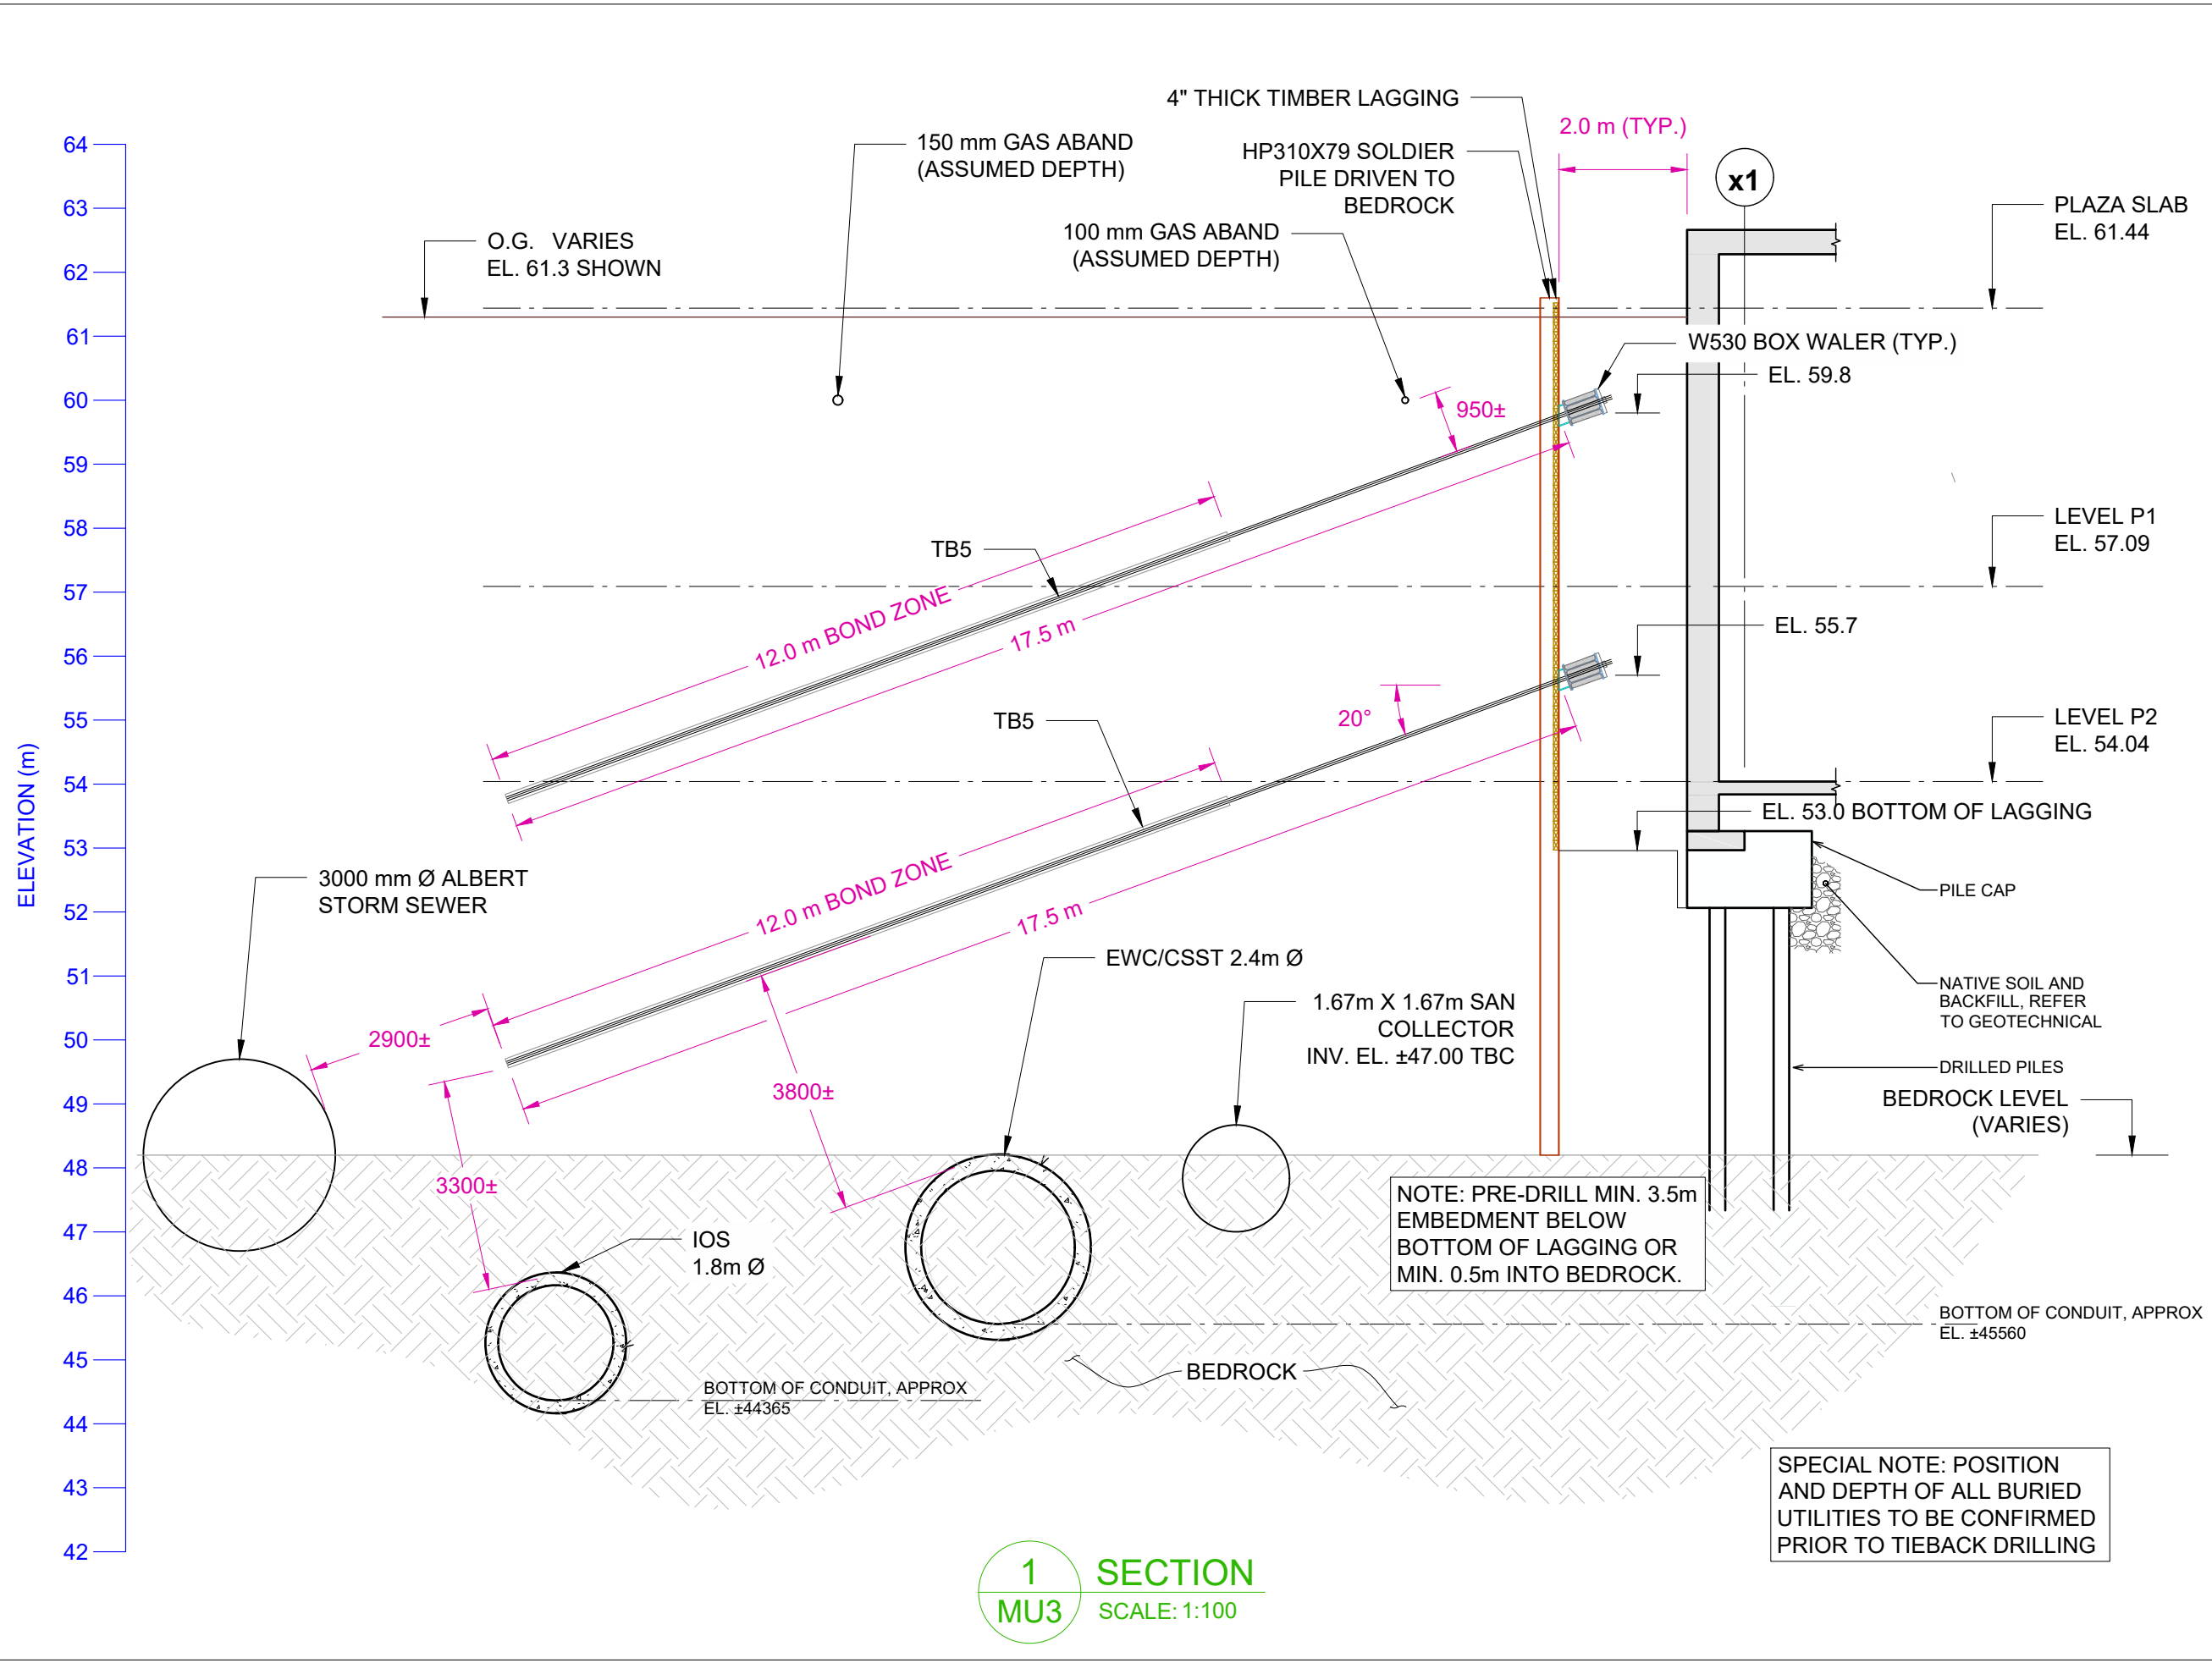 4" THICK TIMBER LAGGING
2.0 m (TYP.)
150 mm GAS ABAND
(ASSUMED DEPTH)
HP310X79 SOLDIER
PILE DRIVEN TO
BEDROCK
x1
PLAZA SLAB
EL. 61.44
O.G. VARIES
EL. 61.3 SHOWN
100 mm GAS ABAND
(ASSUMED DEPTH)
W530 BOX WALER (TYP.)
EL. 59.8
950±
LEVEL P1
EL. 57.09
TB5
12.0 m BOND ZONE
17.5 m
EL. 55.7
20°
TB5
LEVEL P2
EL. 54.04
EL. 53.0 BOTTOM OF LAGGING
3000 mm Ø ALBERT
STORM SEWER
12.0 m BOND ZONE
17.5 m
PILE CAP
EWC/CSST 2.4m Ø
1.67m X 1.67m SAN
COLLECTOR
INV. EL. ±47.00 TBC
NATIVE SOIL AND
BACKFILL, REFER
TO GEOTECHNICAL
2900±
3800±
DRILLED PILES
BEDROCK LEVEL
(VARIES)
3300±
NOTE: PRE-DRILL MIN. 3.5m
EMBEDMENT BELOW
BOTTOM OF LAGGING OR
MIN. 0.5m INTO BEDROCK.
IOS
1.8m Ø
BOTTOM OF CONDUIT, APPROX
EL. ±45560
BEDROCK
BOTTOM OF CONDUIT, APPROX
EL. ±44365
SPECIAL NOTE: POSITION
AND DEPTH OF ALL BURIED
UTILITIES TO BE CONFIRMED
PRIOR TO TIEBACK DRILLING
ELEVATION (m)
64
63
62
61
60
59
58
57
56
55
54
53
52
51
50
49
48
47
46
45
44
43
42
1
MU3
SECTION
SCALE: 1:100